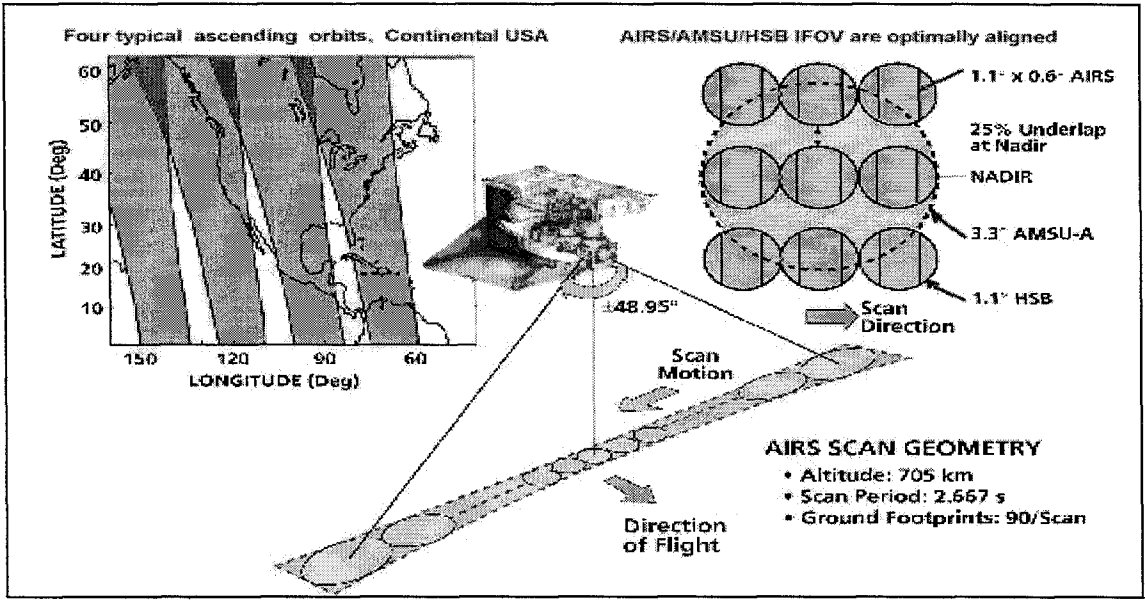 Four typical ascending orbits, Continental USA
60
50
40
30
20
10
LATITUDE (Deg)
150 120 90 60
LONGITUDE (Deg)
AIRS/AMSU/HSB IFOV are optimally aligned
1.1° x 0.6° AIRS
25% Underlap
at Nadir
NADIR
3.3° AMSU-A
1.1° HSB
Scan
Direction
±48.95°
Scan
Motion
Direction
of Flight
AIRS SCAN GEOMETRY
• Altitude: 705 km
• Scan Period: 2.667 s
• Ground Footprints: 90/Scan